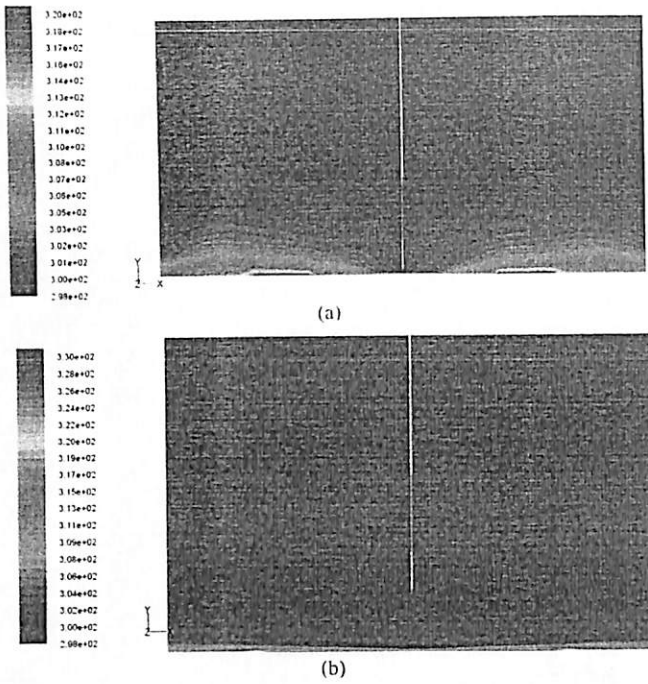 3.20e+02
3.18e+02
3.17e+02
3.16e+02
3.14e+02
3.13e+02
3.12e+02
3.11e+02
3.10e+02
3.08e+02
3.07e+02
3.06e+02
3.05e+02
3.03e+02
3.02e+02
3.01e+02
3.00e+02
2.98e+02
Y
Z X
(a)
3.30e+02
3.28e+02
3.26e+02
3.24e+02
3.22e+02
3.20e+02
3.19e+02
3.17e+02
3.15e+02
3.13e+02
3.11e+02
3.09e+02
3.08e+02
3.06e+02
3.04e+02
3.02e+02
3.00e+02
2.98e+02
Y
Z X
(b)